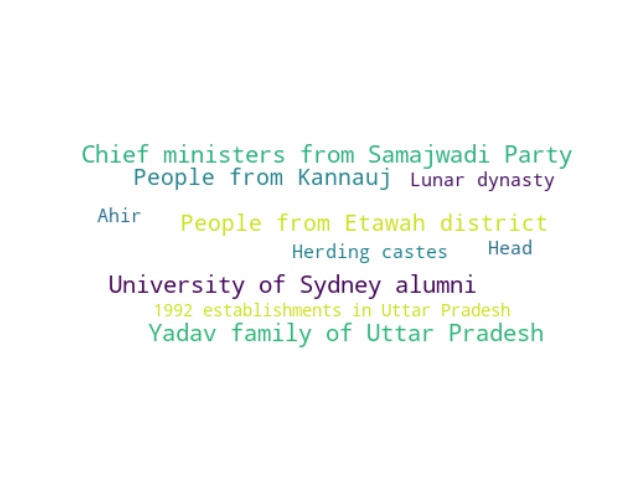 Chief ministers from Samajwadi Party
People from Kannauj
Lunar dynasty
Ahir
People from Etawah district
Herding castes
Head
University of Sydney alumni
1992 establishments in Uttar Pradesh
Yadav family of Uttar Pradesh